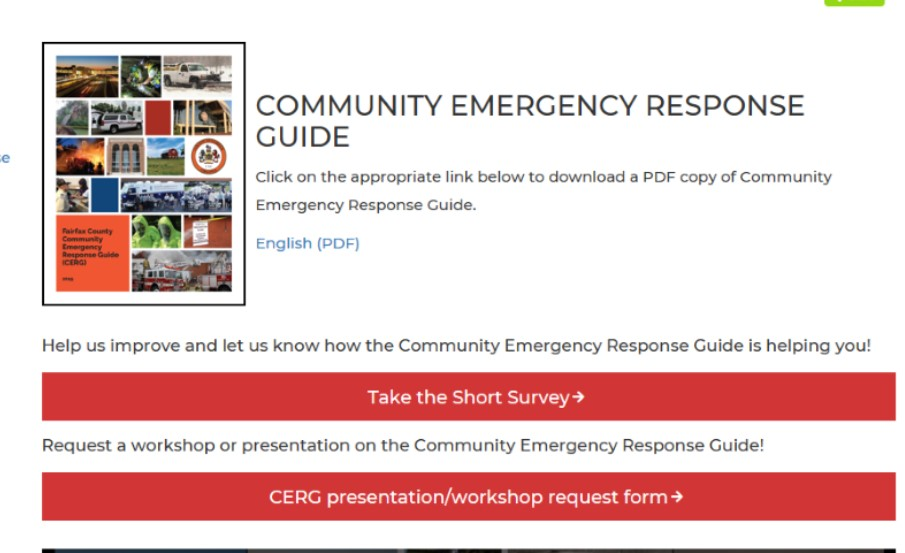 COMMUNITY EMERGENCY RESPONSE
GUIDE
Click on the appropriate link below to download a PDF copy of Community
Emergency Response Guide.
English (PDF)
Fairfax County
Community
Emergency
Response Guide
(CERG)
Help us improve and let us know how the Community Emergency Response Guide is helping you!
Take the Short Survey→
Request a workshop or presentation on the Community Emergency Response Guide!
CERG presentation/workshop request form→